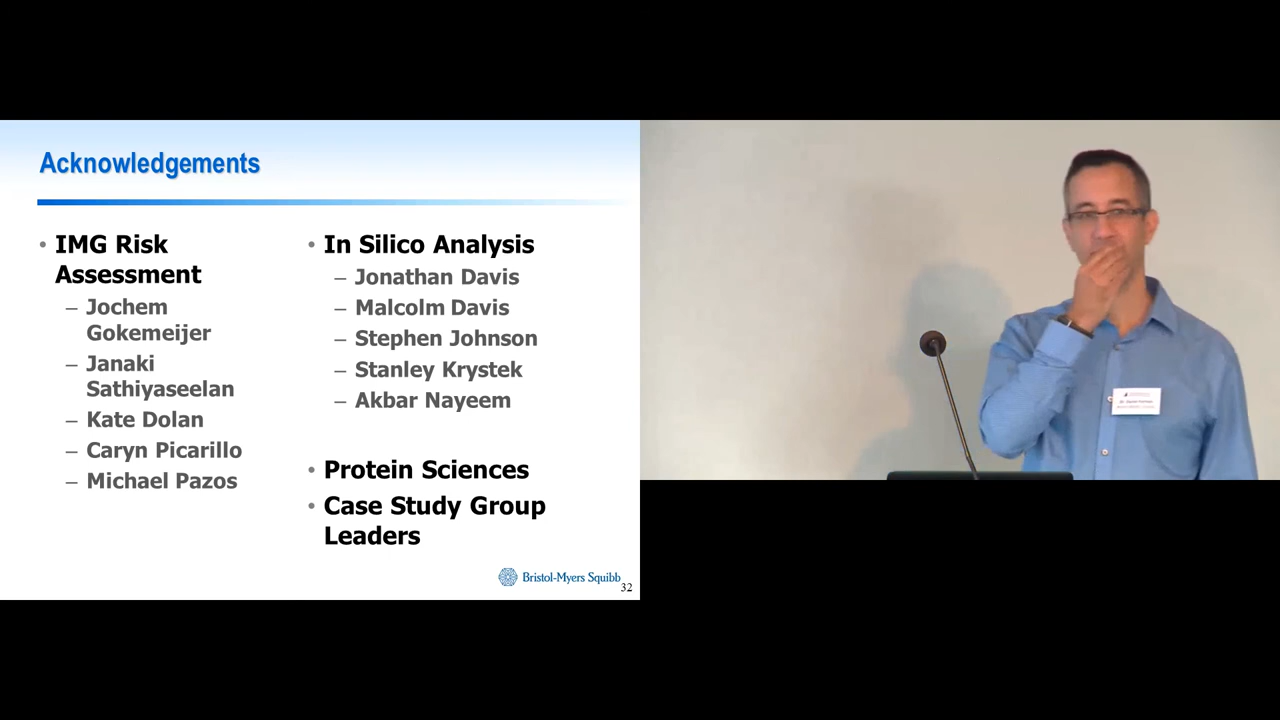 Acknowledgements
• IMG Risk
Assessment
– Jochem
Gokemeijer
– Janaki
Sathiyaseelan
– Kate Dolan
– Caryn Picarillo
– Michael Pazos
• In Silico Analysis
– Jonathan Davis
– Malcolm Davis
– Stephen Johnson
– Stanley Krystek
– Akbar Nayeem
• Protein Sciences
• Case Study Group
Leaders
Bristol-Myers Squibb
32